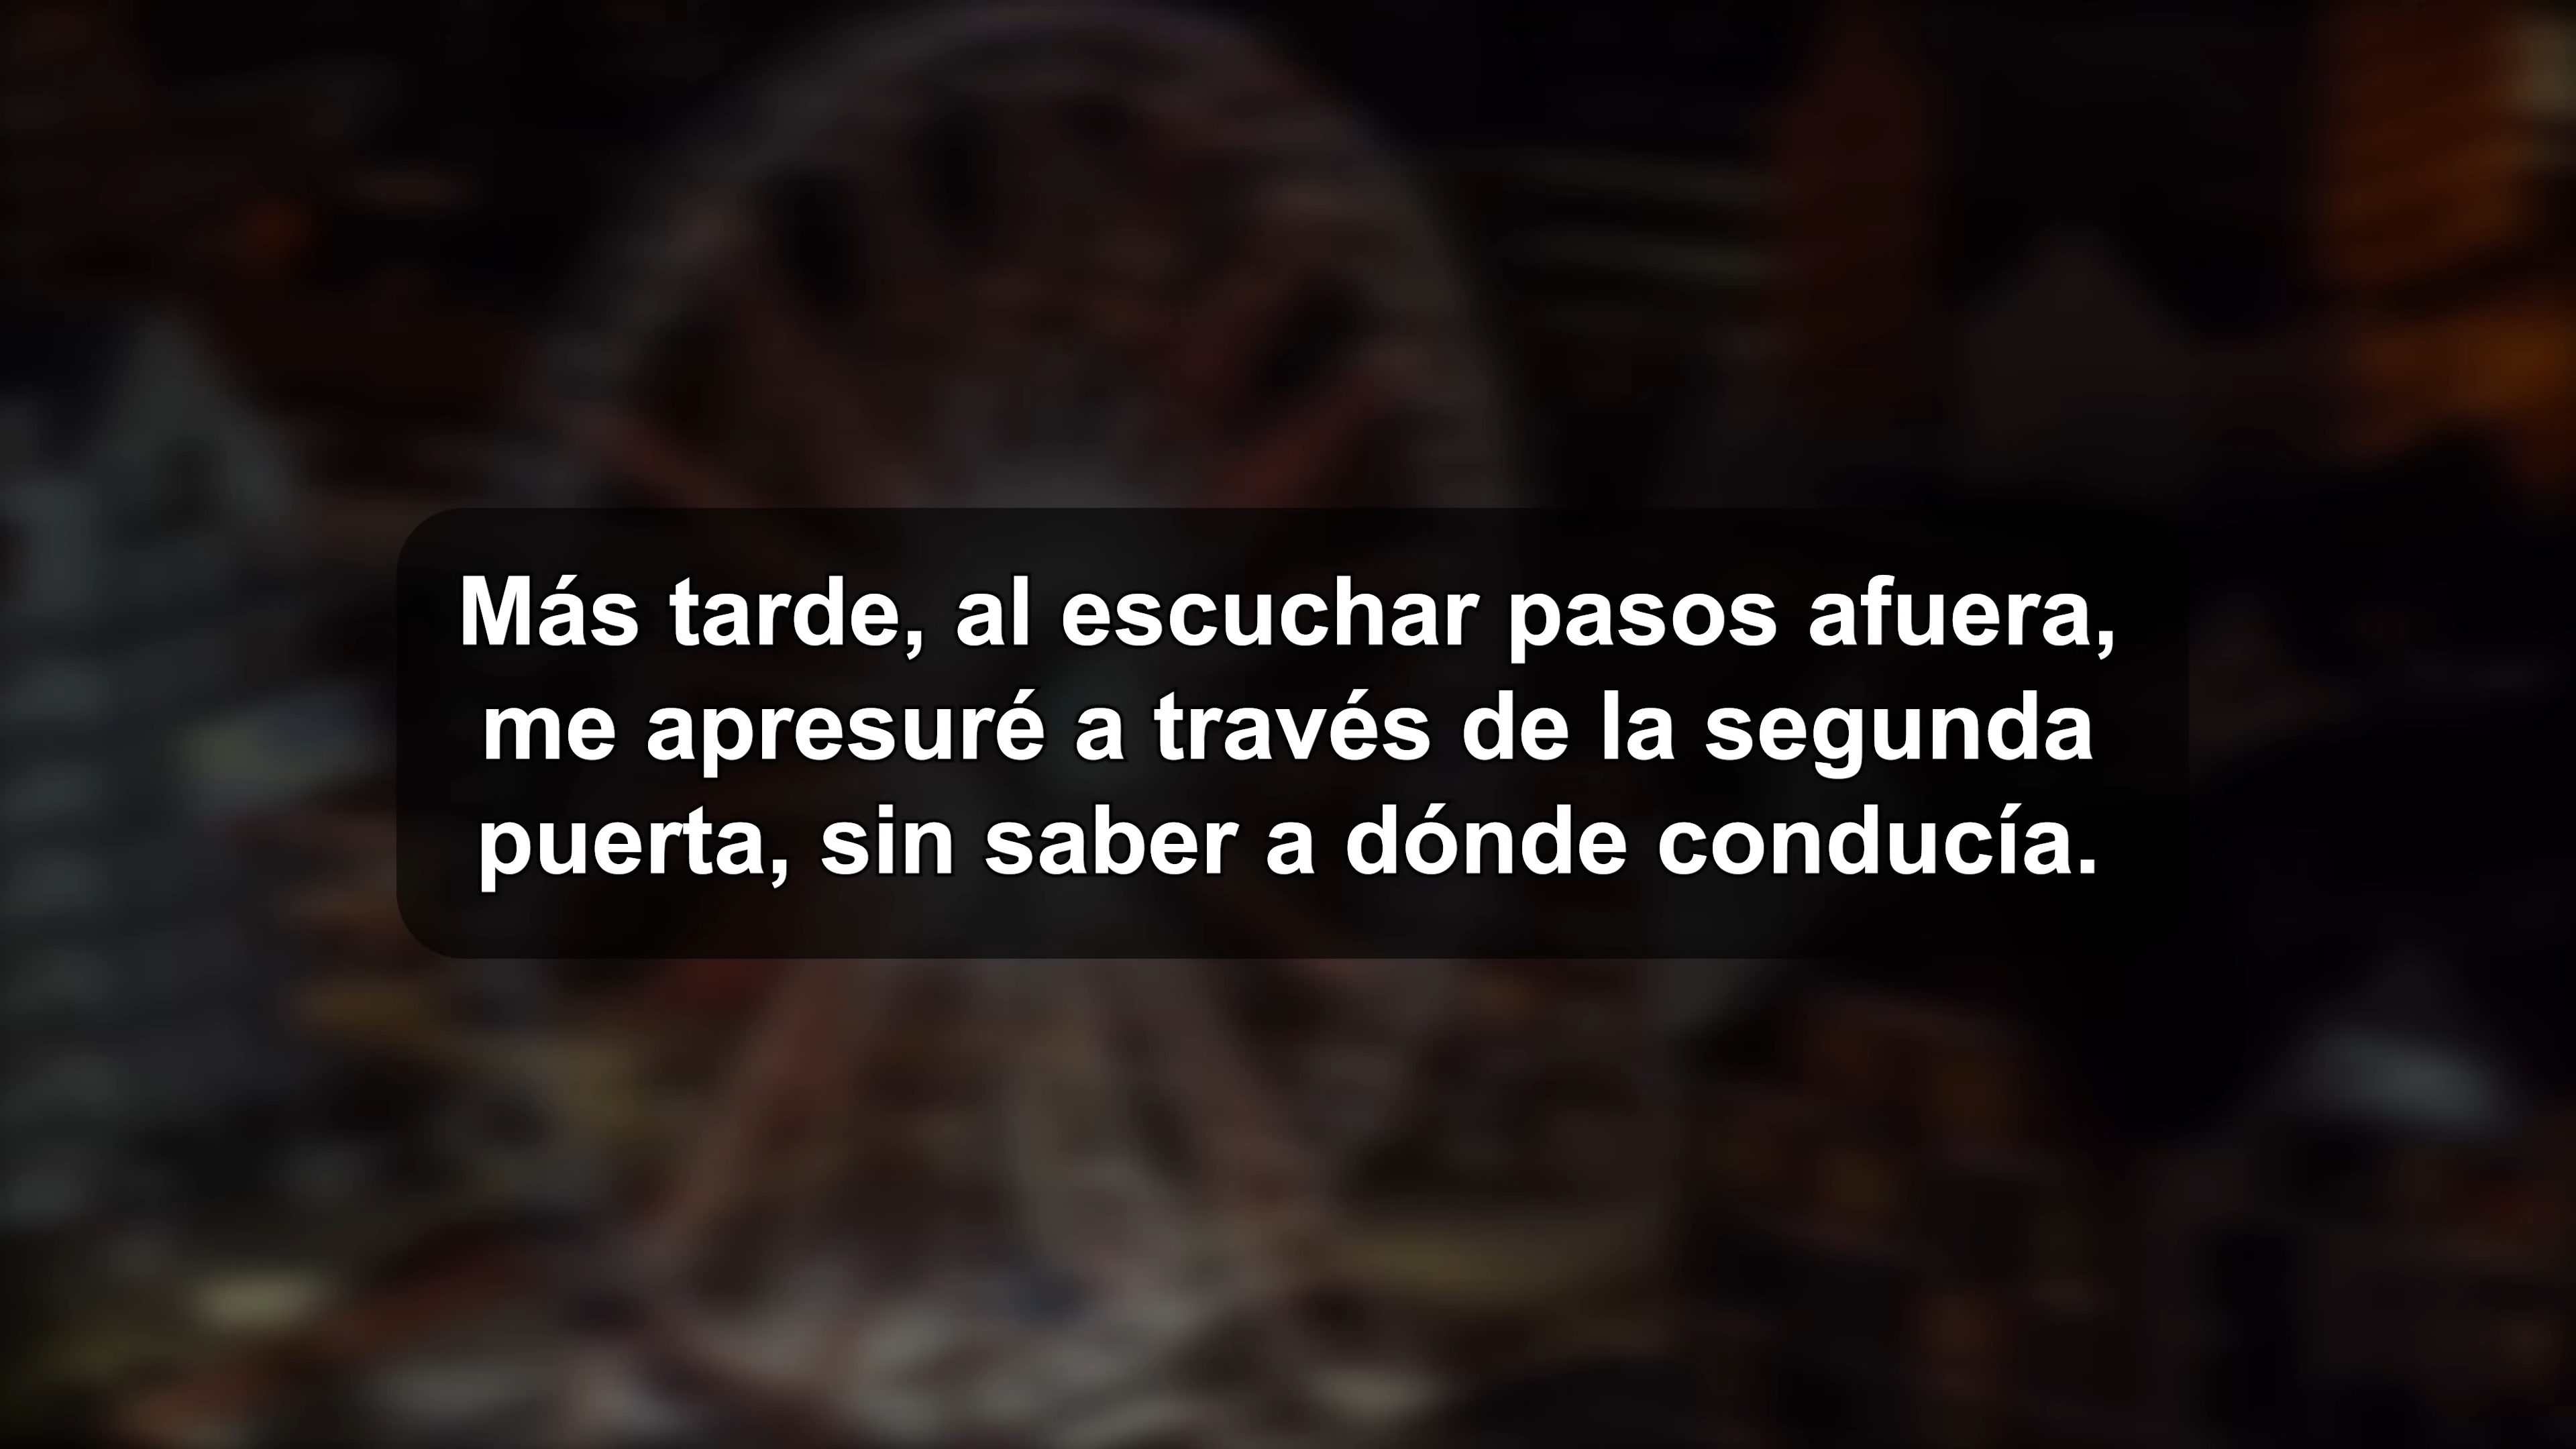 Más tarde, al escuchar pasos afuera,
me apresuré a través de la segunda
puerta, sin saber a dónde conducía.